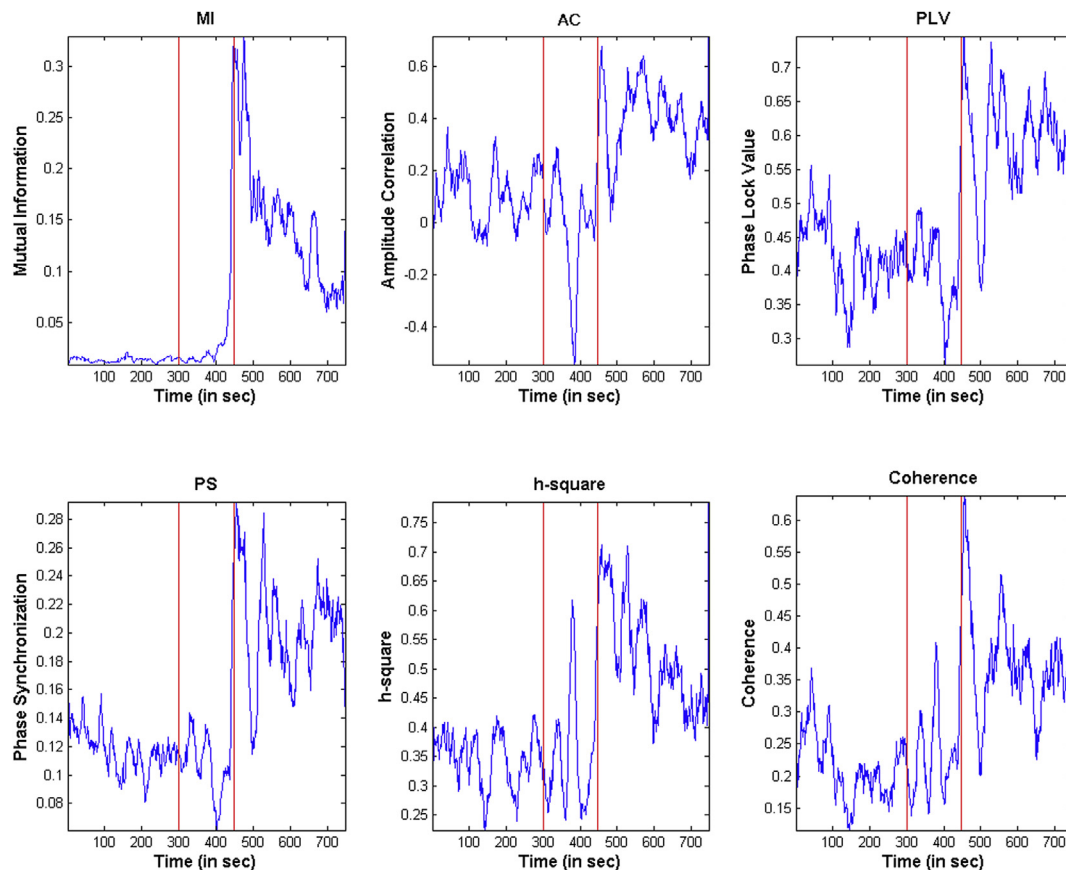 MI
Mutual Information
0.3
0.25
0.2
0.15
0.1
0.05
100 200 300 400 500 600 700
Time (in sec)
AC
Amplitude Correlation
0.6
0.4
0.2
0
-0.2
-0.4
100 200 300 400 500 600 700
Time (in sec)
PLV
Phase Lock Value
0.7
0.65
0.6
0.55
0.5
0.45
0.4
0.35
0.3
100 200 300 400 500 600 700
Time (in sec)
PS
Phase Synchronization
0.28
0.26
0.24
0.22
0.2
0.18
0.16
0.14
0.12
0.1
0.08
100 200 300 400 500 600 700
Time (in sec)
h-square
h-square
0.75
0.7
0.65
0.6
0.55
0.5
0.45
0.4
0.35
0.3
0.25
100 200 300 400 500 600 700
Time (in sec)
Coherence
Coherence
0.6
0.55
0.5
0.45
0.4
0.35
0.3
0.25
0.2
0.15
100 200 300 400 500 600 700
Time (in sec)